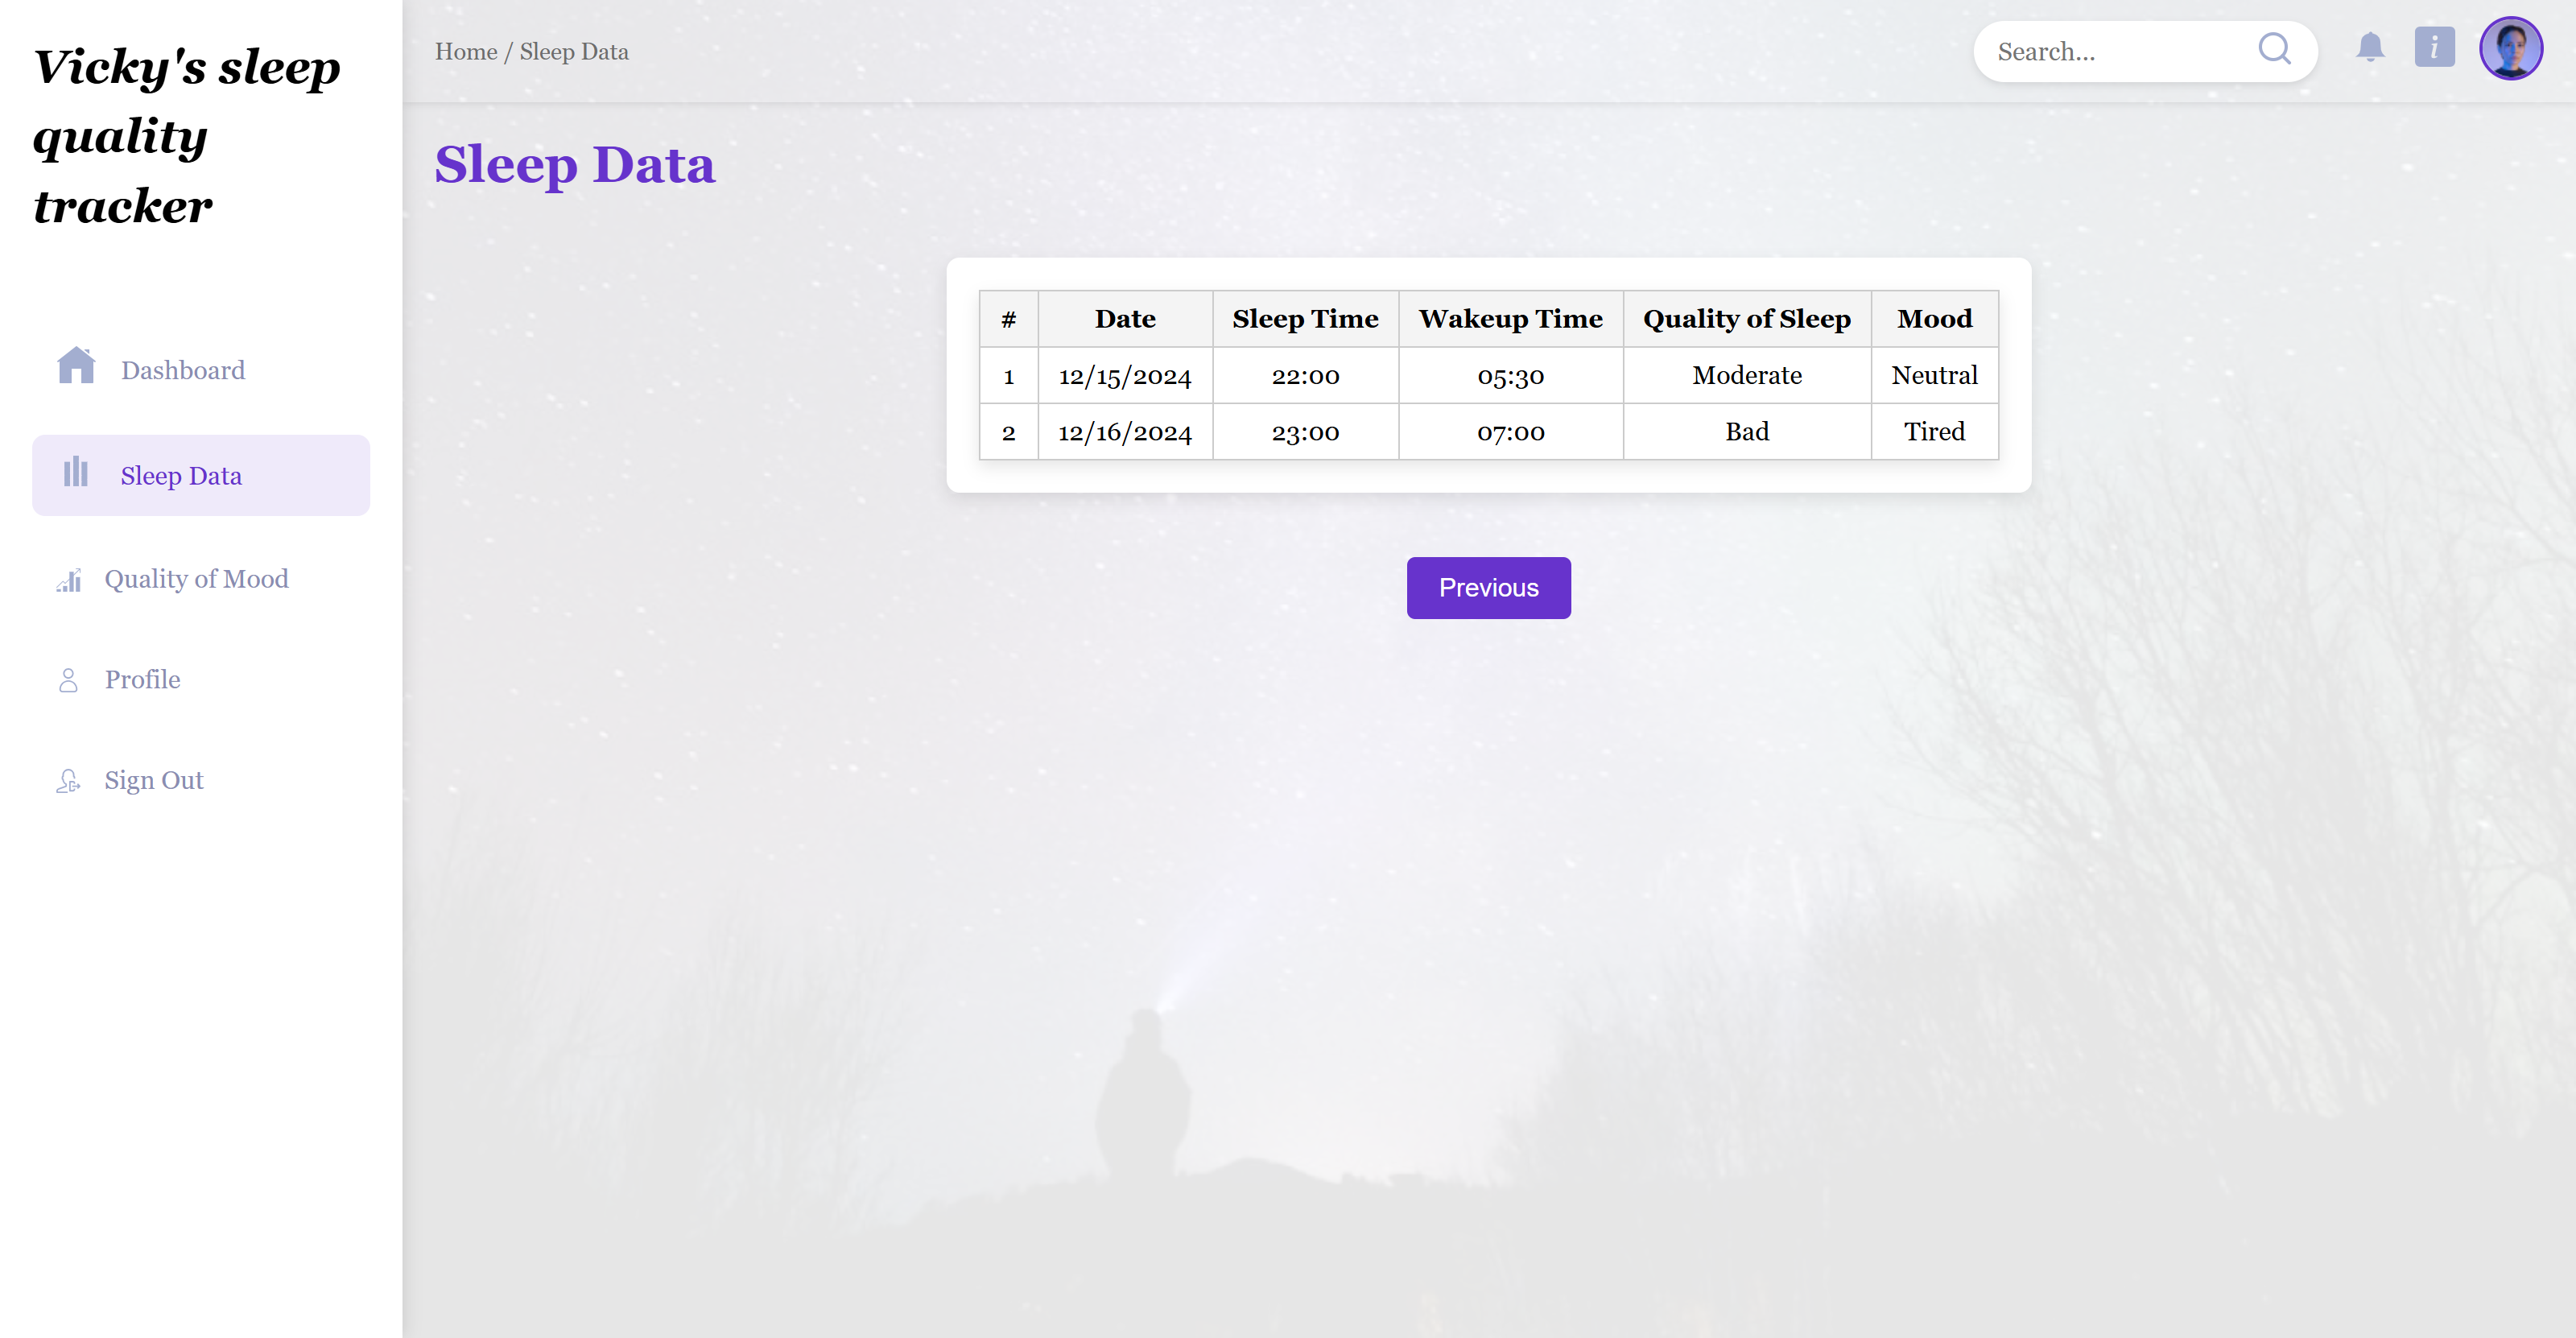 Vicky's sleep
quality
tracker
Dashboard
Sleep Data
Quality of Mood
Profile
Sign Out
Home / Sleep Data
Search...
i
Sleep Data
# Date Sleep Time Wakeup Time Quality of Sleep Mood
1 12/15/2024 22:00 05:30 Moderate Neutral
2 12/16/2024 23:00 07:00 Bad Tired
Previous